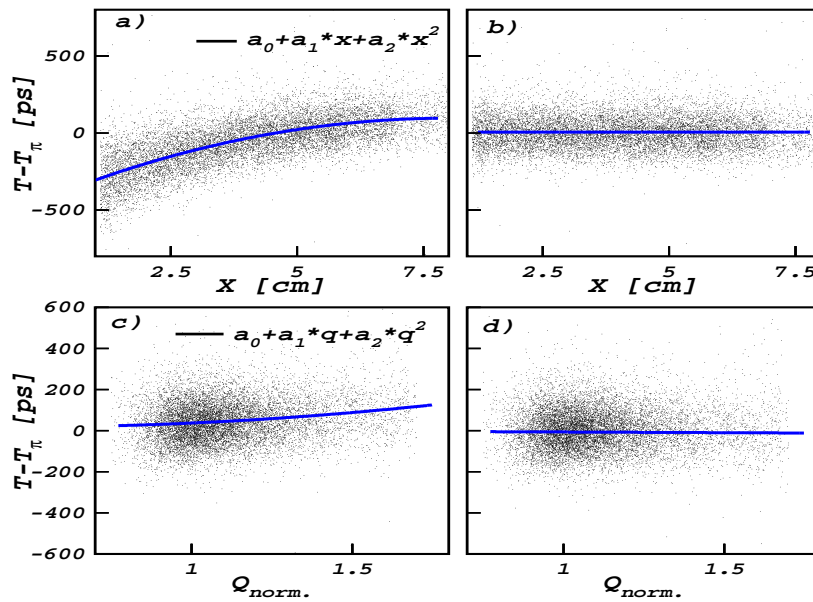 a)
a₀+a₁*x+a₂*x²
b)
T-Tπ [ps]
500
0
-500
2.5
5
7.5
X [cm]
2.5
5
7.5
X [cm]
c)
a₀+a₁*q+a₂*q²
d)
T-Tπ [ps]
600
400
200
0
-200
-400
-600
1
1.5
Qnorm.
1
1.5
Qnorm.